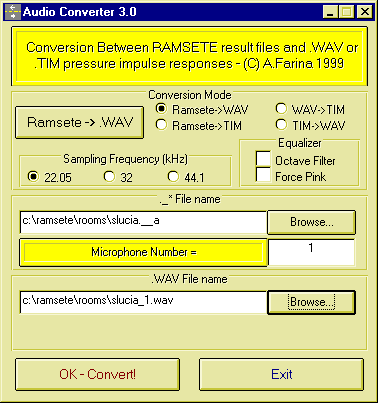 Audio Converter 3.0
Conversion Between RAMSETE result files and .WAV or
.TIM pressure impulse responses - (C) A.Farina 1999
Conversion Mode
Ramsete -> .WAV
Ramsete->WAV
WAV->TIM
Ramsete->TIM
TIM->WAV
Equalizer
Octave Filter
Force Pink
Sampling Frequency (kHz)
22.05
32
44.1
._* File name
c:\ramsete\rooms\slucia.__a
Browse...
Microphone Number =
1
.WAV File name
c:\ramsete\rooms\slucia_1.wav
Browse...
OK - Convert!
Exit